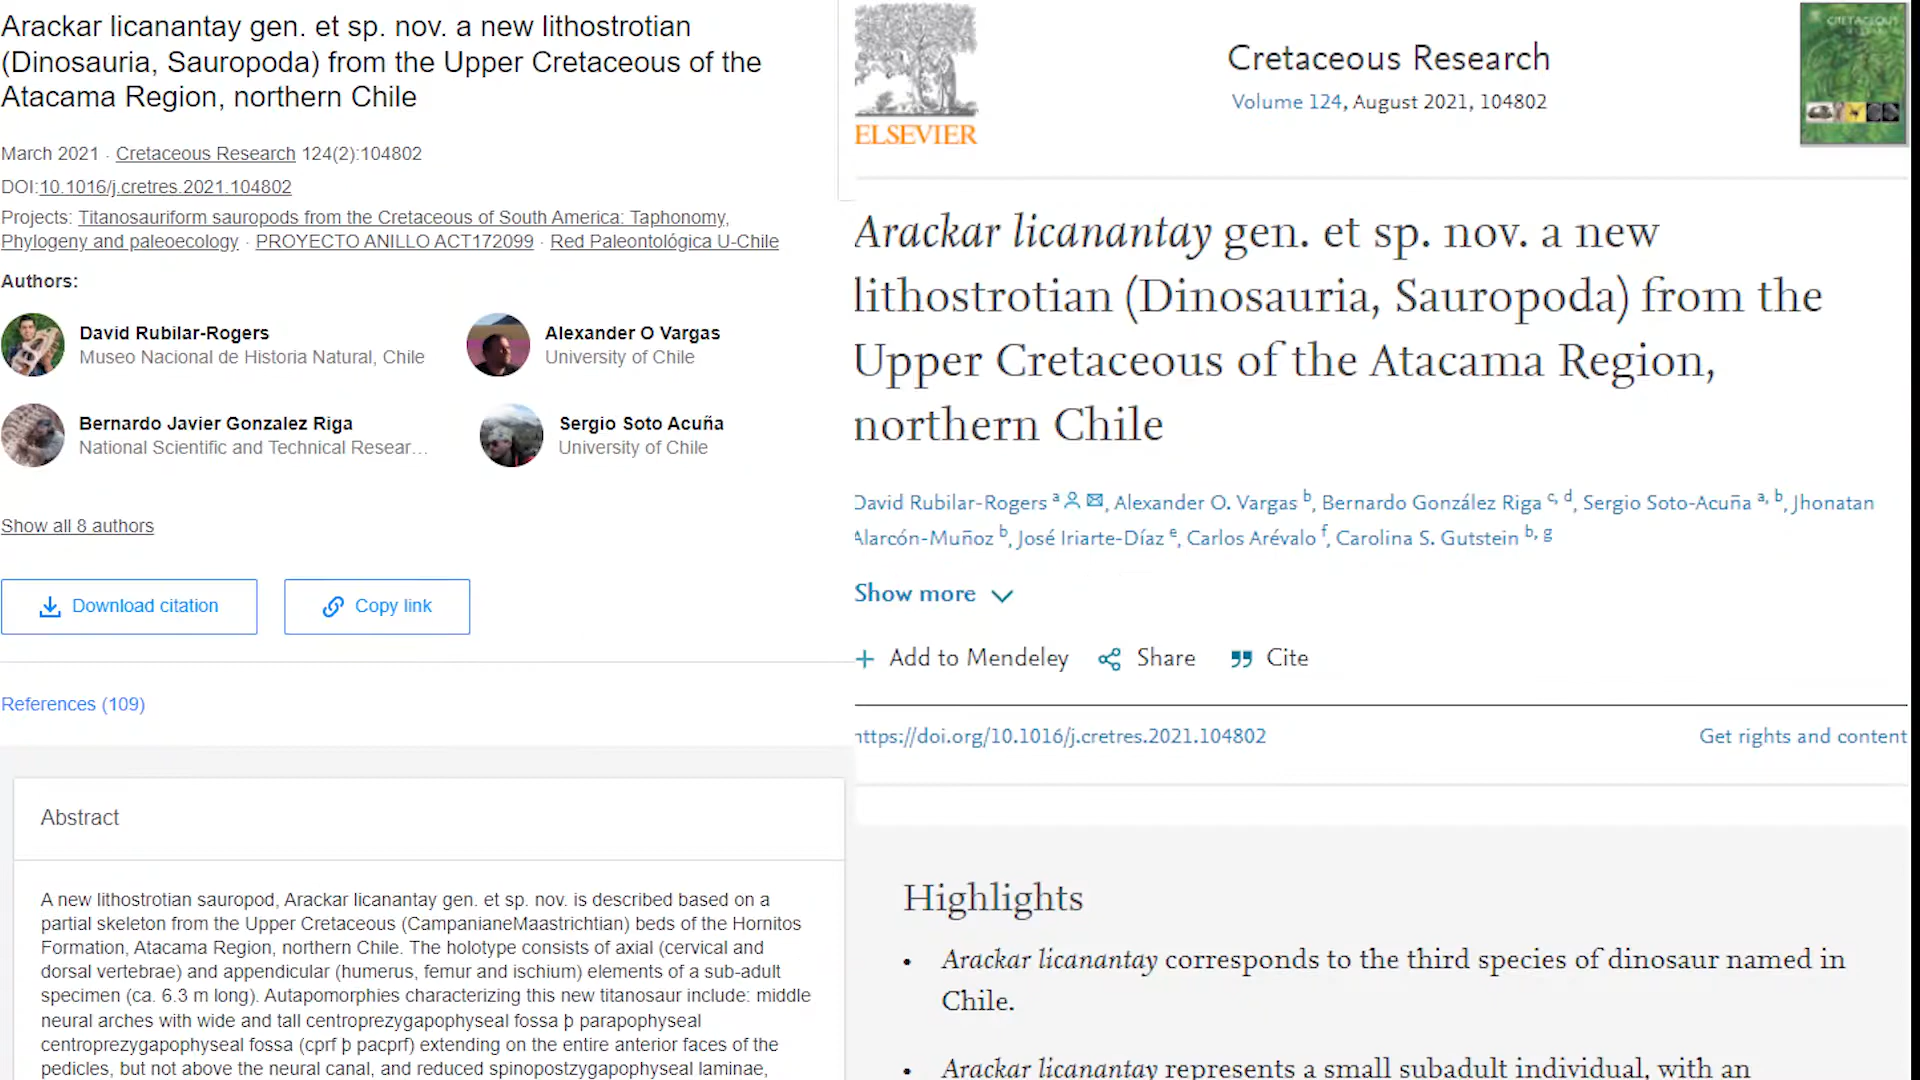 Arackar licanantay gen. et sp. nov. a new lithostrotian
(Dinosauria, Sauropoda) from the Upper Cretaceous of the
Atacama Region, northern Chile
March 2021 · Cretaceous Research 124(2):104802
DOI:10.1016/j.cretres.2021.104802
Projects: Titanosauriform sauropods from the Cretaceous of South America: Taphonomy,
Phylogeny and paleoecology · PROYECTO ANILLO ACT172099 · Red Paleontológica U-Chile
Authors:
David Rubilar-Rogers
Museo Nacional de Historia Natural, Chile
Alexander O Vargas
University of Chile
Bernardo Javier Gonzalez Riga
National Scientific and Technical Resear…
Sergio Soto Acuña
University of Chile
Show all 8 authors
Download citation
Copy link
References (109)
Abstract
A new lithostrotian sauropod, Arackar licanantay gen. et sp. nov. is described based on a
partial skeleton from the Upper Cretaceous (CampanianeMaastrichtian) beds of the Hornitos
Formation, Atacama Region, northern Chile. The holotype consists of axial (cervical and
dorsal vertebrae) and appendicular (humerus, femur and ischium) elements of a sub-adult
specimen (ca. 6.3 m long). Autapomorphies characterizing this new titanosaur include: middle
neural arches with wide and tall centroprezygapophyseal fossa þ parapophyseal
centroprezygapophyseal fossa (cprf þ pacprf) extending on the entire anterior faces of the
pedicles, but not above the neural canal, and reduced spinopostzygapophyseal laminae,
ELSEVIER
Cretaceous Research
Volume 124, August 2021, 104802
CRETACEOUS
Arackar licanantay gen. et sp. nov. a new
lithostrotian (Dinosauria, Sauropoda) from the
Upper Cretaceous of the Atacama Region,
northern Chile
David Rubilar-Rogers a, Alexander O. Vargas b, Bernardo González Riga c, d, Sergio Soto-Acuña a, b, Jhonatan
Alarcón-Muñoz b, José Iriarte-Díaz e, Carlos Arévalo f, Carolina S. Gutstein b, g
Show more
+ Add to Mendeley Share Cite
https://doi.org/10.1016/j.cretres.2021.104802
Get rights and content
Highlights
• Arackar licanantay corresponds to the third species of dinosaur named in
Chile.
• Arackar licanantay represents a small subadult individual, with an